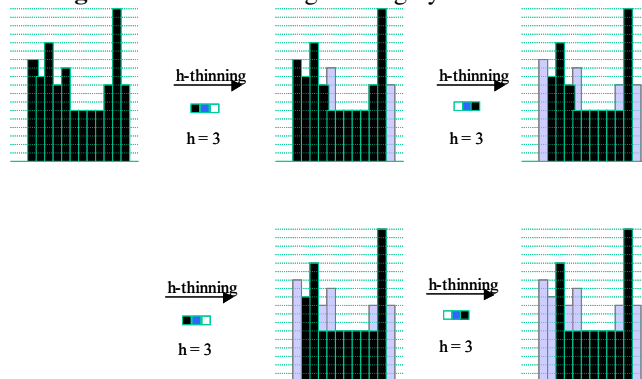 h-thinning
h-thinning
h = 3
h = 3
h-thinning
h-thinning
h = 3
h = 3